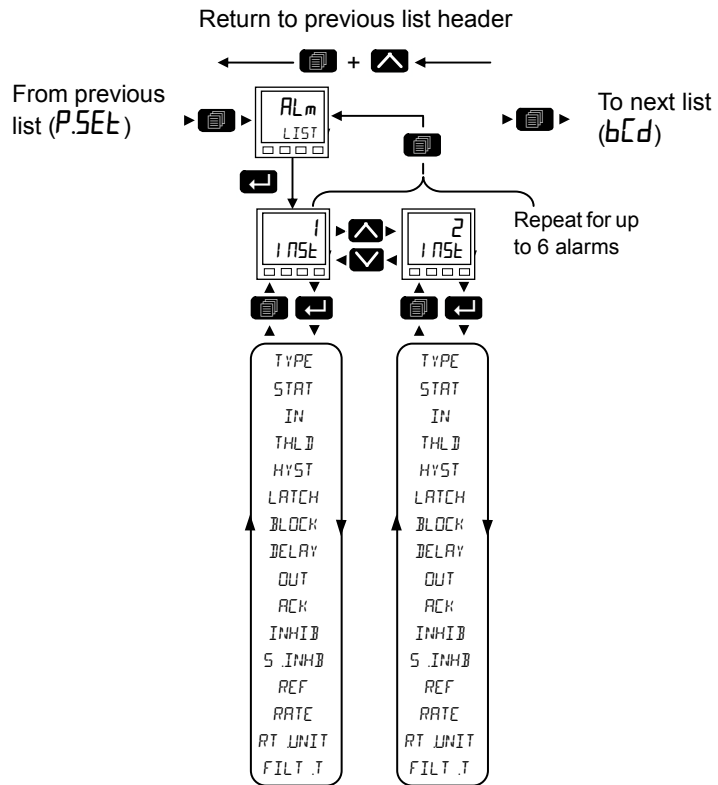 Return to previous list header
+
From previous
list (P.SEt)
ALm
LIST
To next list
(bCd)
1
INSt
2
INSt
Repeat for up
to 6 alarms
TYPE
STAT
IN
THLD
HYST
LATCH
BLOCK
DELAY
OUT
ACK
INHIB
S.INHB
REF
RATE
RT.UNIT
FILT.T
TYPE
STAT
IN
THLD
HYST
LATCH
BLOCK
DELAY
OUT
ACK
INHIB
S.INHB
REF
RATE
RT.UNIT
FILT.T